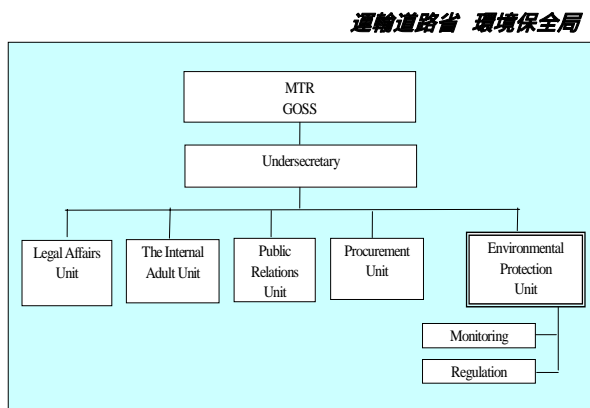 運輸道路省 環境保全局
MTR
GOSS
Undersecretary
Legal Affairs
Unit
The Internal
Adult Unit
Public
Relations
Unit
Procurement
Unit
Environmental
Protection
Unit
Monitoring
Regulation